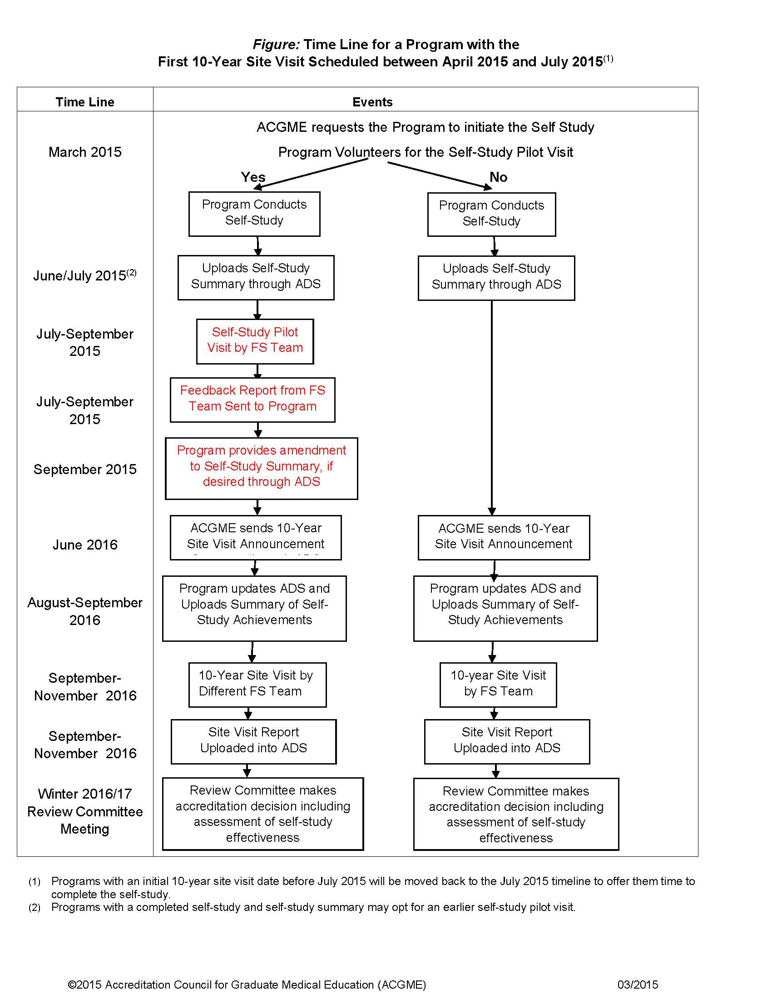 Figure: Time Line for a Program with the
First 10-Year Site Visit Scheduled between April 2015 and July 2015(1)
Time Line
Events
ACGME requests the Program to initiate the Self Study
March 2015
Program Volunteers for the Self-Study Pilot Visit
Yes
No
Program Conducts
Self-Study
Program Conducts
Self-Study
June/July 2015(2)
Uploads Self-Study
Summary through ADS
Uploads Self-Study
Summary through ADS
July-September
2015
Self-Study Pilot
Visit by FS Team
July-September
2015
Feedback Report from FS
Team Sent to Program
September 2015
Program provides amendment
to Self-Study Summary, if
desired through ADS
June 2016
ACGME sends 10-Year
Site Visit Announcement
ACGME sends 10-Year
Site Visit Announcement
August-September
2016
Program updates ADS and
Uploads Summary of Self-
Study Achievements
Program updates ADS and
Uploads Summary of Self-
Study Achievements
September-
November  2016
10-Year Site Visit by
Different FS Team
10-year Site Visit
by FS Team
September-
November  2016
Site Visit Report
Uploaded into ADS
Site Visit Report
Uploaded into ADS
Winter 2016/17
Review Committee
Meeting
Review Committee makes
accreditation decision including
assessment of self-study
effectiveness
Review Committee makes
accreditation decision including
assessment of self-study
effectiveness
(1) Programs with an initial 10-year site visit date before July 2015 will be moved back to the July 2015 timeline to offer them time to
complete the self-study.
(2) Programs with a completed self-study and self-study summary may opt for an earlier self-study pilot visit.
©2015 Accreditation Council for Graduate Medical Education (ACGME)
03/2015